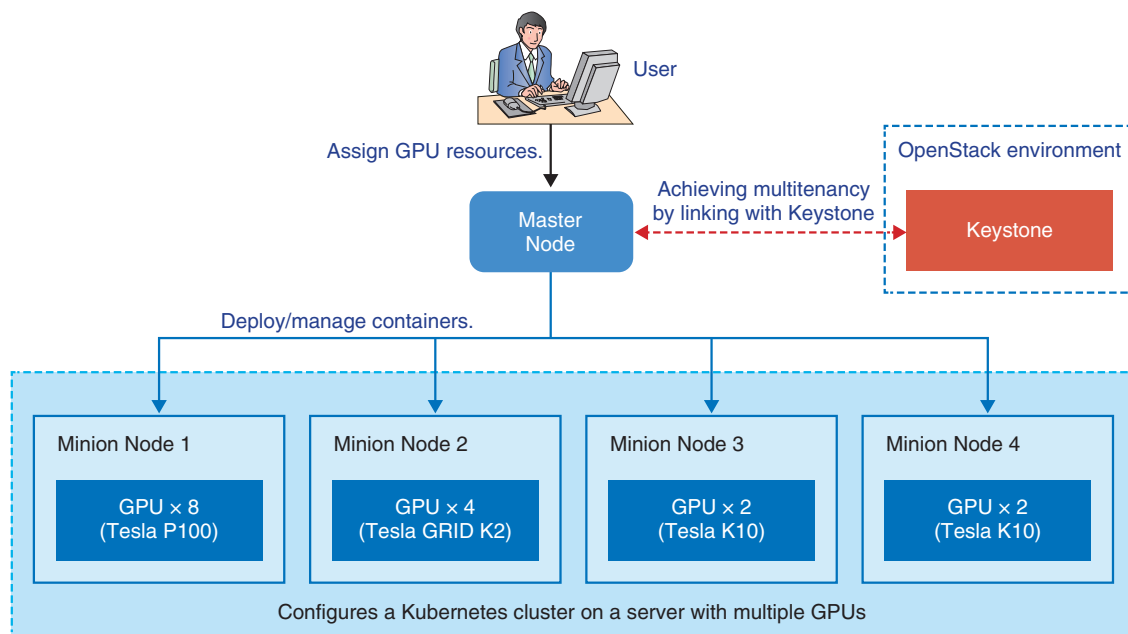 User
Assign GPU resources.
OpenStack environment
Achieving multitenancy
by linking with Keystone
Master
Node
Keystone
Deploy/manage containers.
Minion Node 1
GPU × 8
(Tesla P100)
Minion Node 2
GPU × 4
(Tesla GRID K2)
Minion Node 3
GPU × 2
(Tesla K10)
Minion Node 4
GPU × 2
(Tesla K10)
Configures a Kubernetes cluster on a server with multiple GPUs